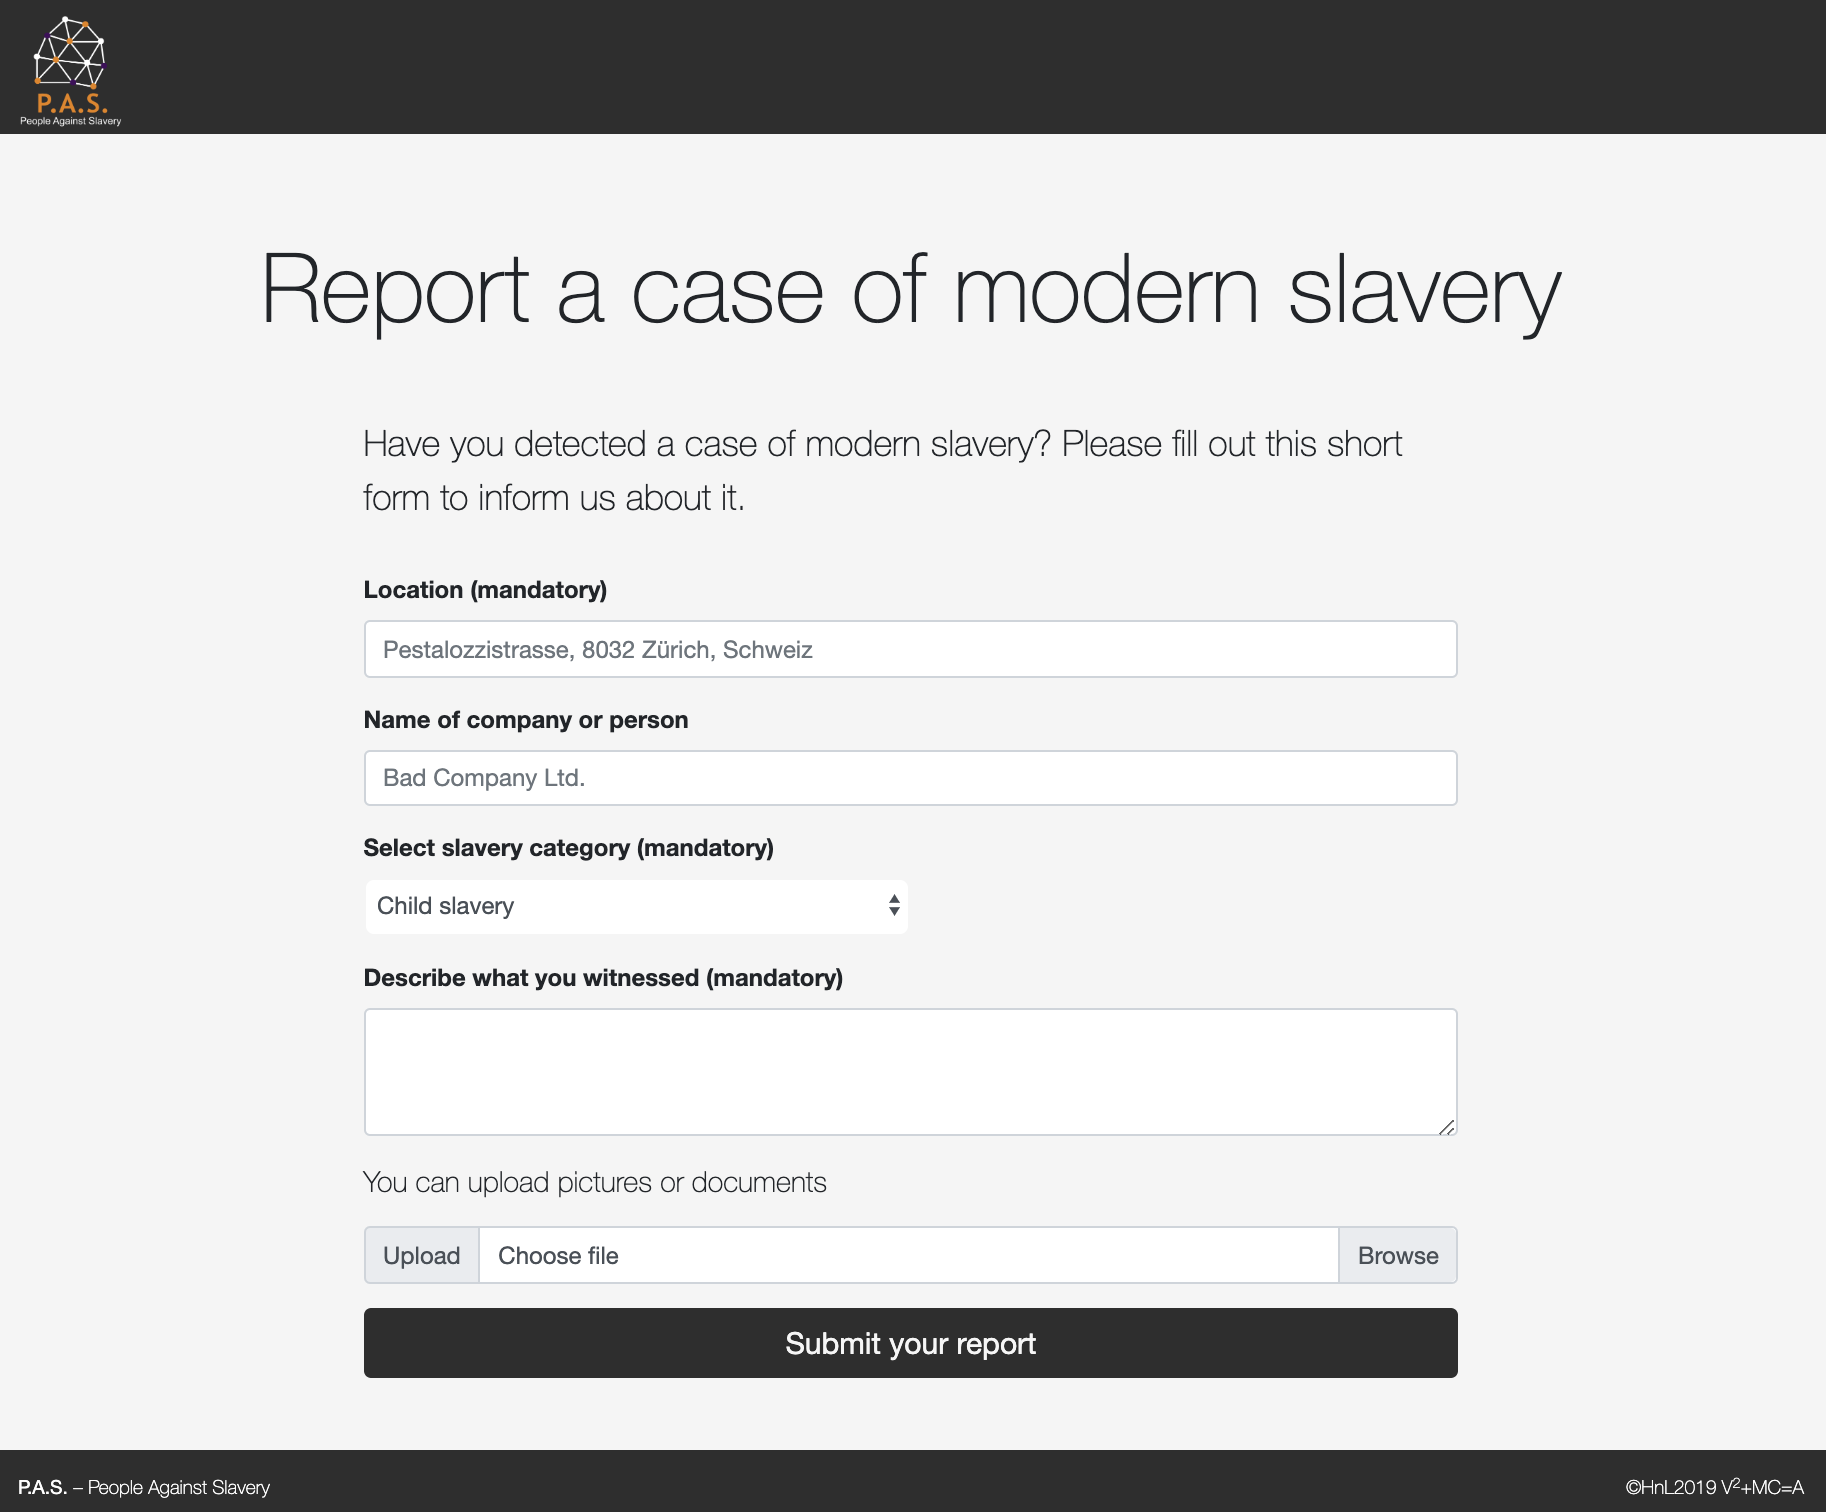 P.A.S.
People Against Slavery
Report a case of modern slavery
Have you detected a case of modern slavery? Please fill out this short
form to inform us about it.
Location (mandatory)
Pestalozzistrasse, 8032 Zürich, Schweiz
Name of company or person
Bad Company Ltd.
Select slavery category (mandatory)
Child slavery
Describe what you witnessed (mandatory)
You can upload pictures or documents
Upload Choose file Browse
Submit your report
P.A.S. – People Against Slavery ©HnL2019 V²+MC=A